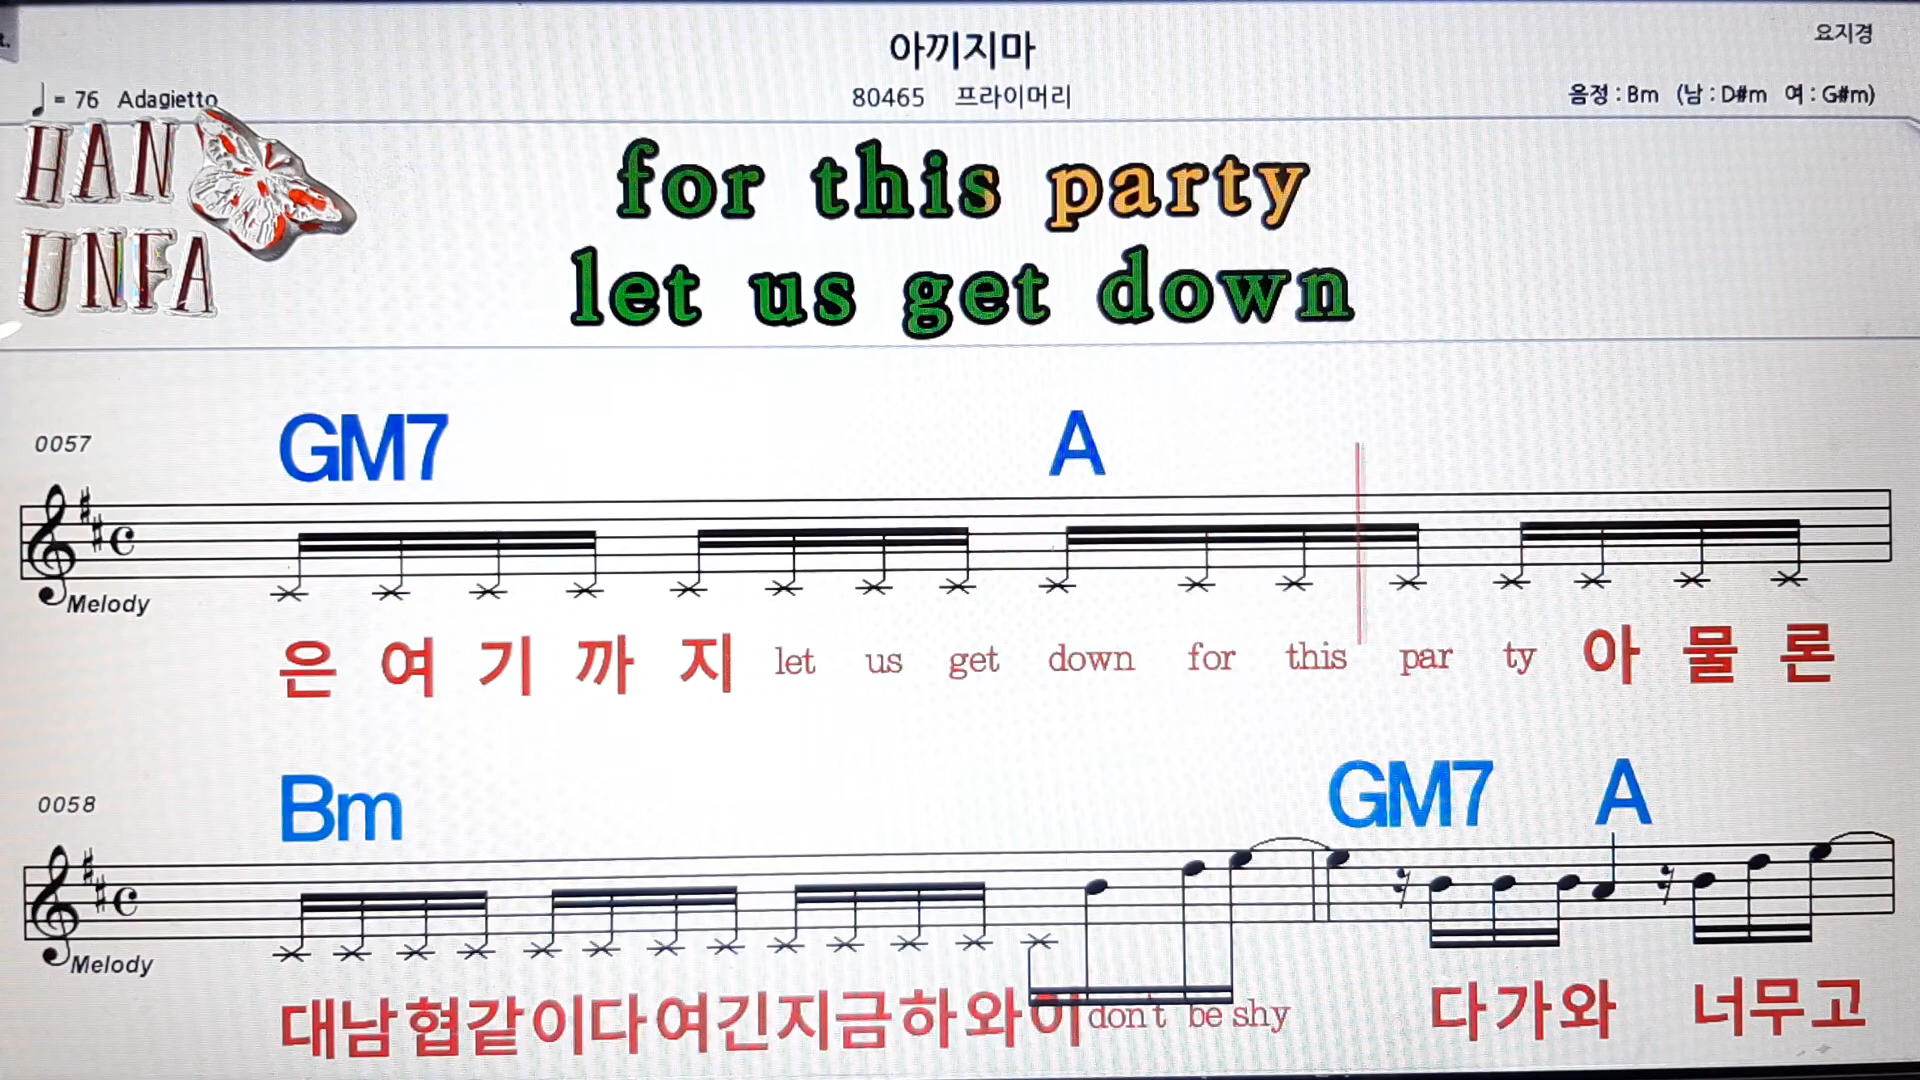 아끼지마
요지경
♩= 76 Adagietto
80465 프라이머리
음정 : Bm (남 : D#m 여 : G#m)
HAN
UNFA
for this party
let us get down
0057
GM7 A
Melody
은 여 기 까 지 let us get down for this par ty 아 물 론
0058
Bm GM7 A
Melody
대남협같이다여긴지금하와이don't be shy 다가와 너무고